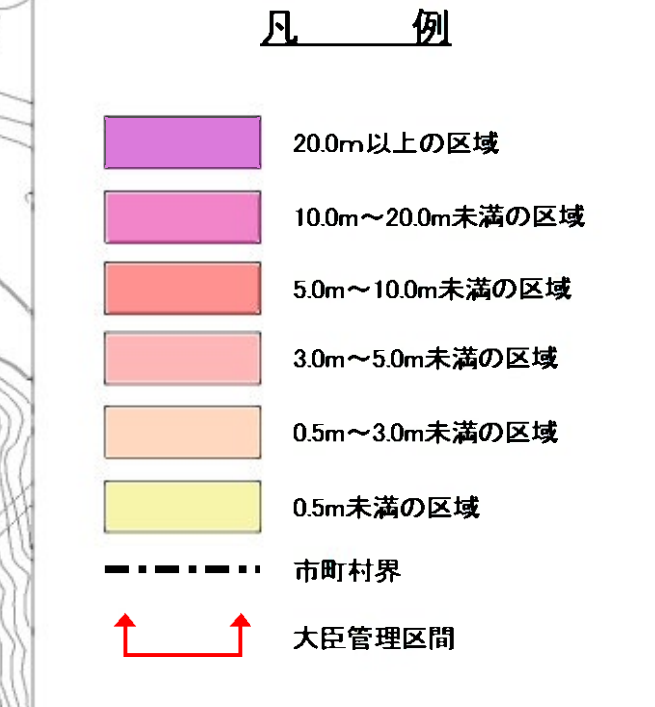 凡　例
20.0m以上の区域
10.0m～20.0m未満の区域
5.0m～10.0m未満の区域
3.0m～5.0m未満の区域
0.5m～3.0m未満の区域
0.5m未満の区域
市町村界
大臣管理区間